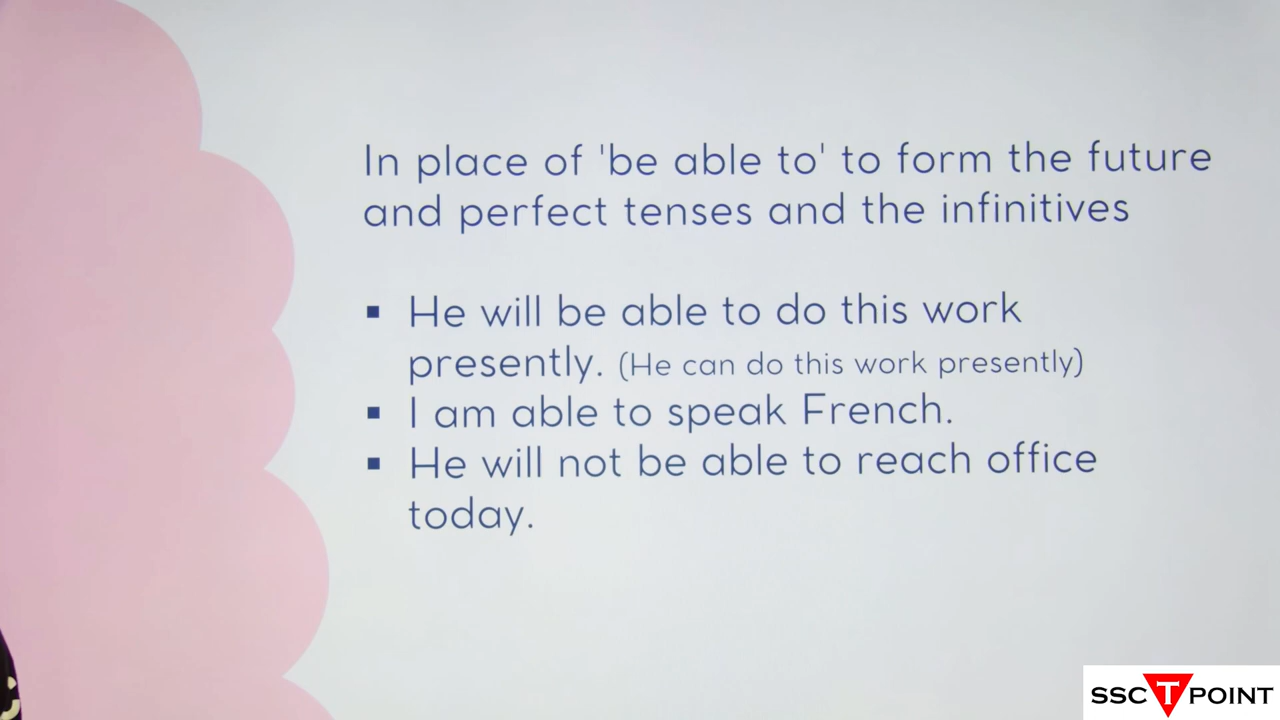 In place of 'be able to' to form the future
and perfect tenses and the infinitives
▪ He will be able to do this work
presently. (He can do this work presently)
▪ I am able to speak French.
▪ He will not be able to reach office
today.
SSC T POINT